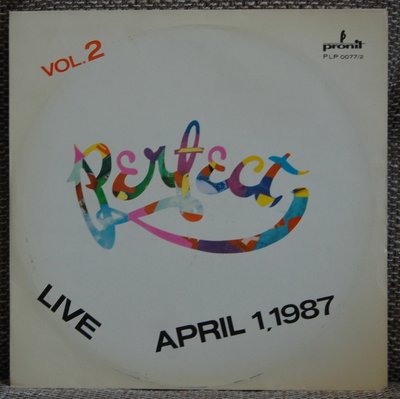 VOL.2
pronit
PLP 0077/2
Perfect
LIVE
APRIL 1,1987